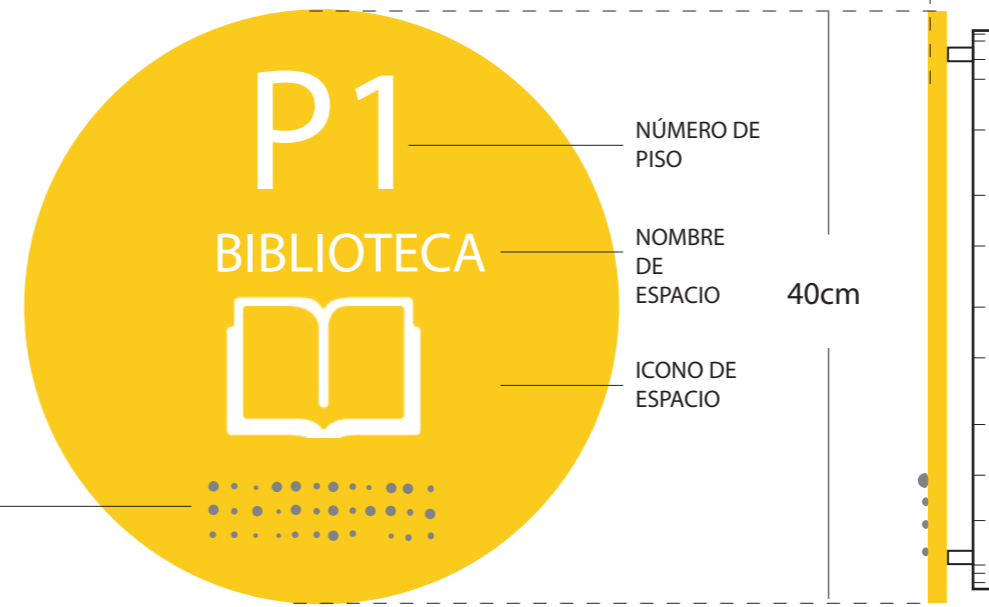 P1
BIBLIOTECA
NÚMERO DE
PISO
NOMBRE
DE
ESPACIO
40cm
ICONO DE
ESPACIO